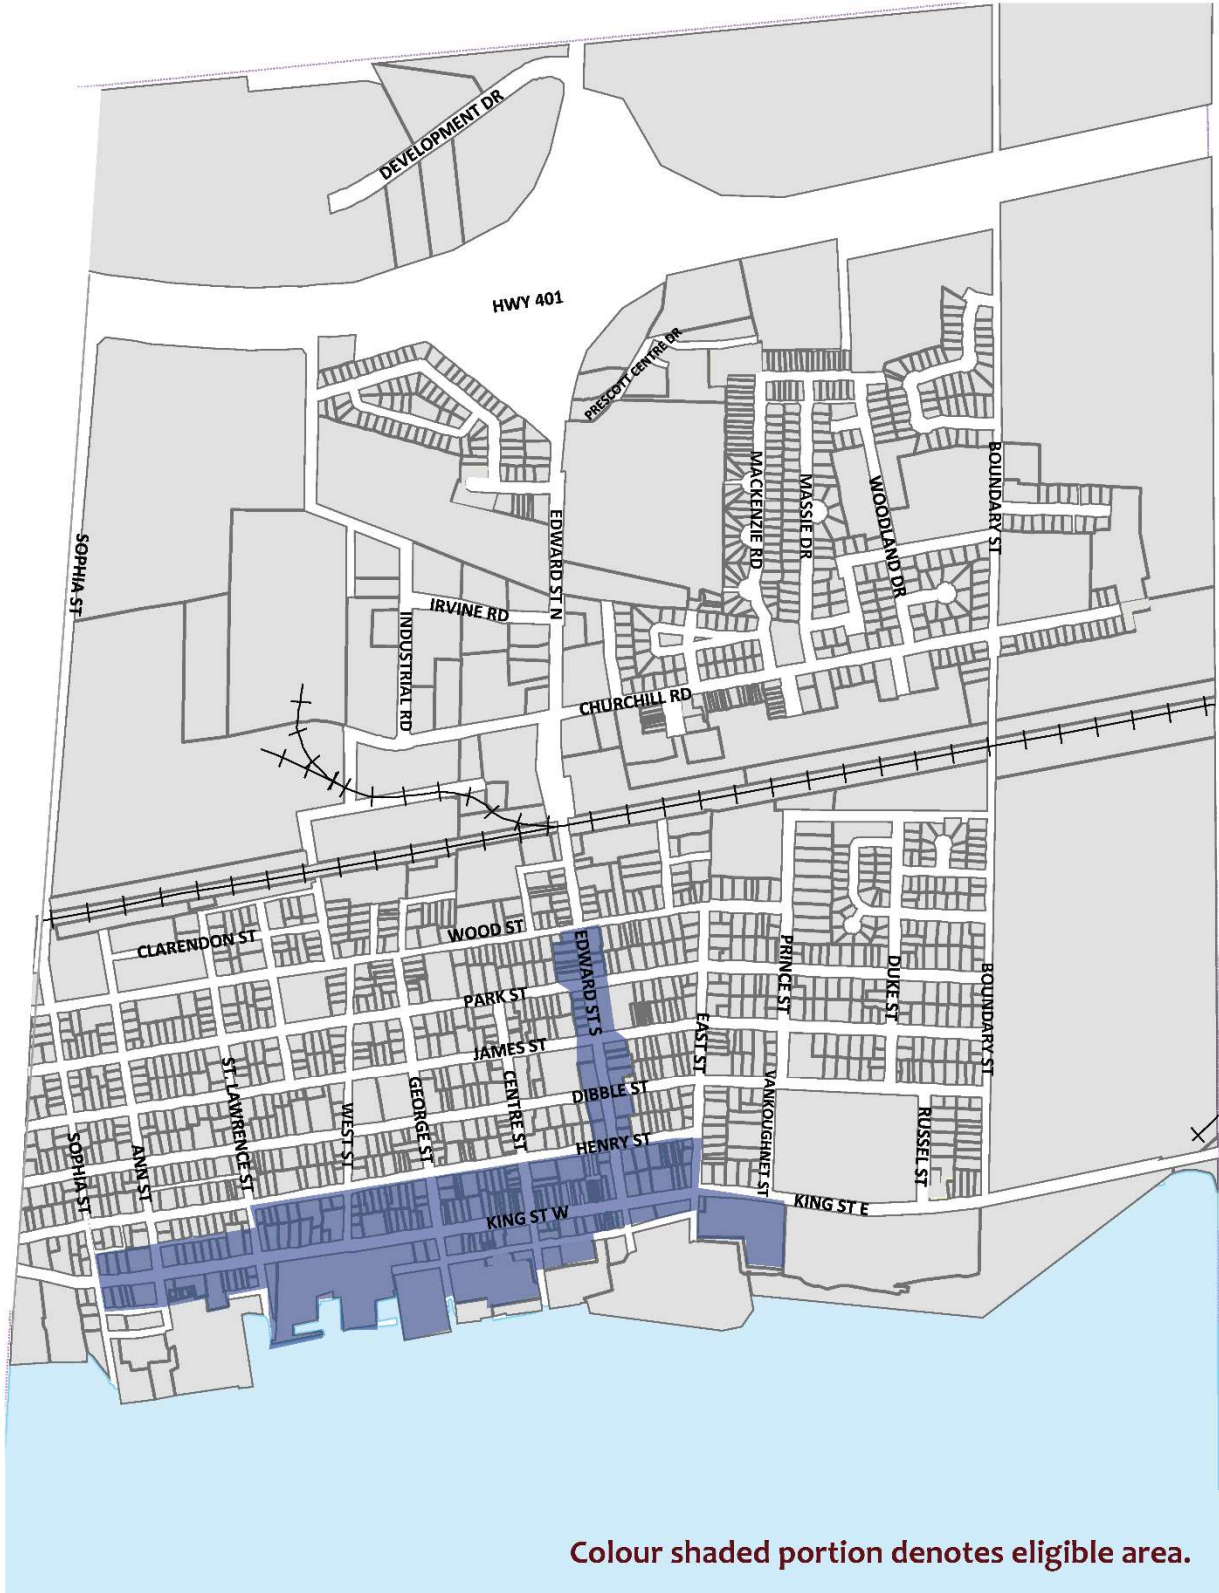 DEVELOPMENT DR
HWY 401
PRESCOTT CENTRE DR
SOPHIA ST
EDWARD ST N
MACKENZIE RD
MASSIE DR
WOODLAND DR
BOUNDARY ST
IRVINE RD
INDUSTRIAL RD
CHURCHILL RD
CLARENDON ST
WOOD ST
EDWARD ST S
PRINCE ST
DUKE ST
BOUNDARY ST
PARK ST
JAMES ST
EAST ST
ST. LAWRENCE ST
GEORGE ST
CENTRE ST
DIBBLE ST
VANKOUGHNET ST
WEST ST
RUSSEL ST
SOPHIA ST
ANN ST
HENRY ST
KING ST W
KING ST E
Colour shaded portion denotes eligible area.